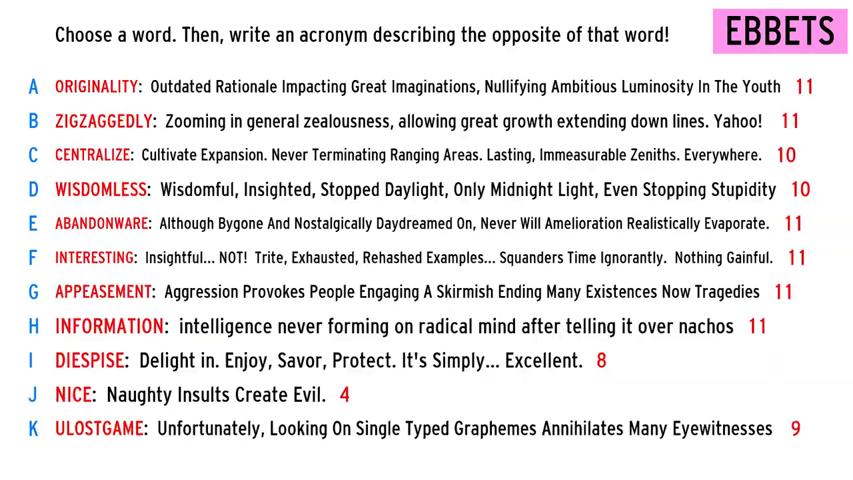 Choose a word. Then, write an acronym describing the opposite of that word!
EBBETS
A ORIGINALITY: Outdated Rationale Impacting Great Imaginations, Nullifying Ambitious Luminosity In The Youth 11
B ZIGZAGGEDLY: Zooming in general zealousness, allowing great growth extending down lines. Yahoo! 11
C CENTRALIZE: Cultivate Expansion. Never Terminating Ranging Areas. Lasting, Immeasurable Zeniths. Everywhere. 10
D WISDOMLESS: Wisdomful, Insighted, Stopped Daylight, Only Midnight Light, Even Stopping Stupidity 10
E ABANDONWARE: Although Bygone And Nostalgically Daydreamed On, Never Will Amelioration Realistically Evaporate. 11
F INTERESTING: Insightful... NOT! Trite, Exhausted, Rehashed Examples... Squanders Time Ignorantly. Nothing Gainful. 11
G APPEASEMENT: Aggression Provokes People Engaging A Skirmish Ending Many Existences Now Tragedies 11
H INFORMATION: intelligence never forming on radical mind after telling it over nachos 11
I DIESPISE: Delight in. Enjoy, Savor, Protect. It's Simply... Excellent. 8
J NICE: Naughty Insults Create Evil. 4
K ULOSTGAME: Unfortunately, Looking On Single Typed Graphemes Annihilates Many Eyewitnesses 9